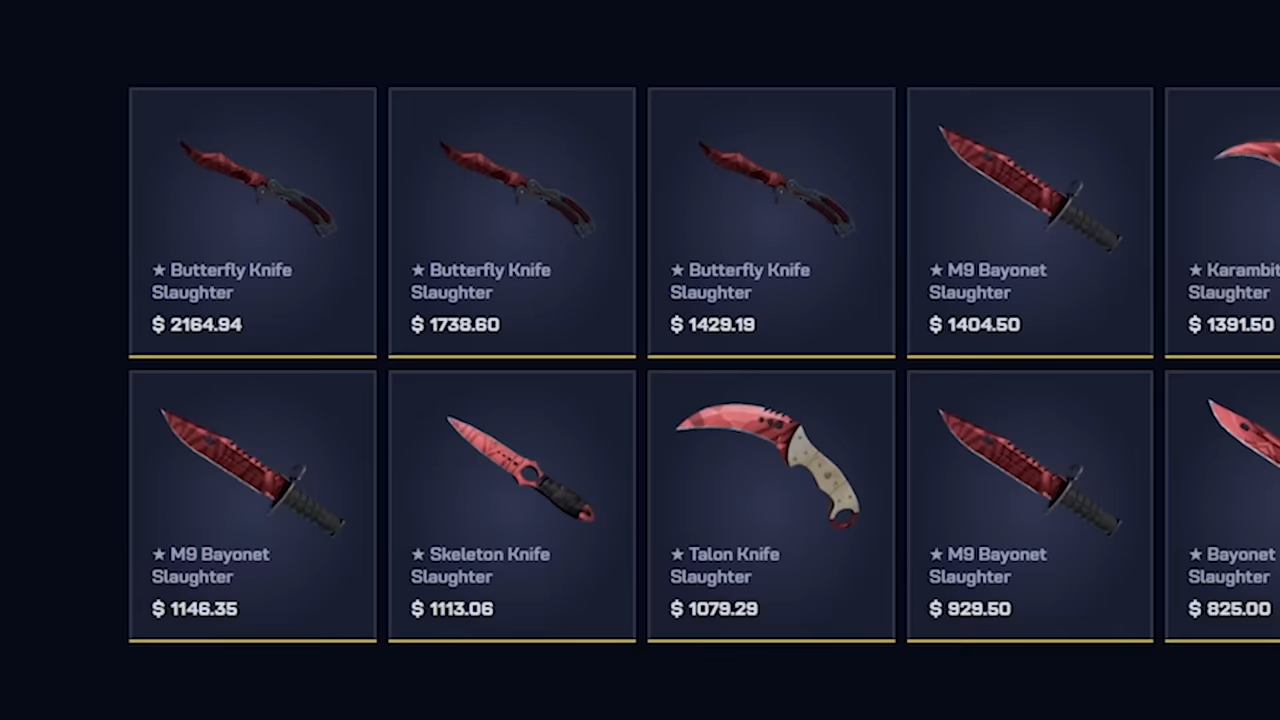 ★ Butterfly Knife
Slaughter
$ 2164.94
★ Butterfly Knife
Slaughter
$ 1738.60
★ Butterfly Knife
Slaughter
$ 1429.19
★ M9 Bayonet
Slaughter
$ 1404.50
★ Karambit
Slaughter
$ 1391.50
★ M9 Bayonet
Slaughter
$ 1146.35
★ Skeleton Knife
Slaughter
$ 1113.06
★ Talon Knife
Slaughter
$ 1079.29
★ M9 Bayonet
Slaughter
$ 929.50
★ Bayonet
Slaughter
$ 825.00